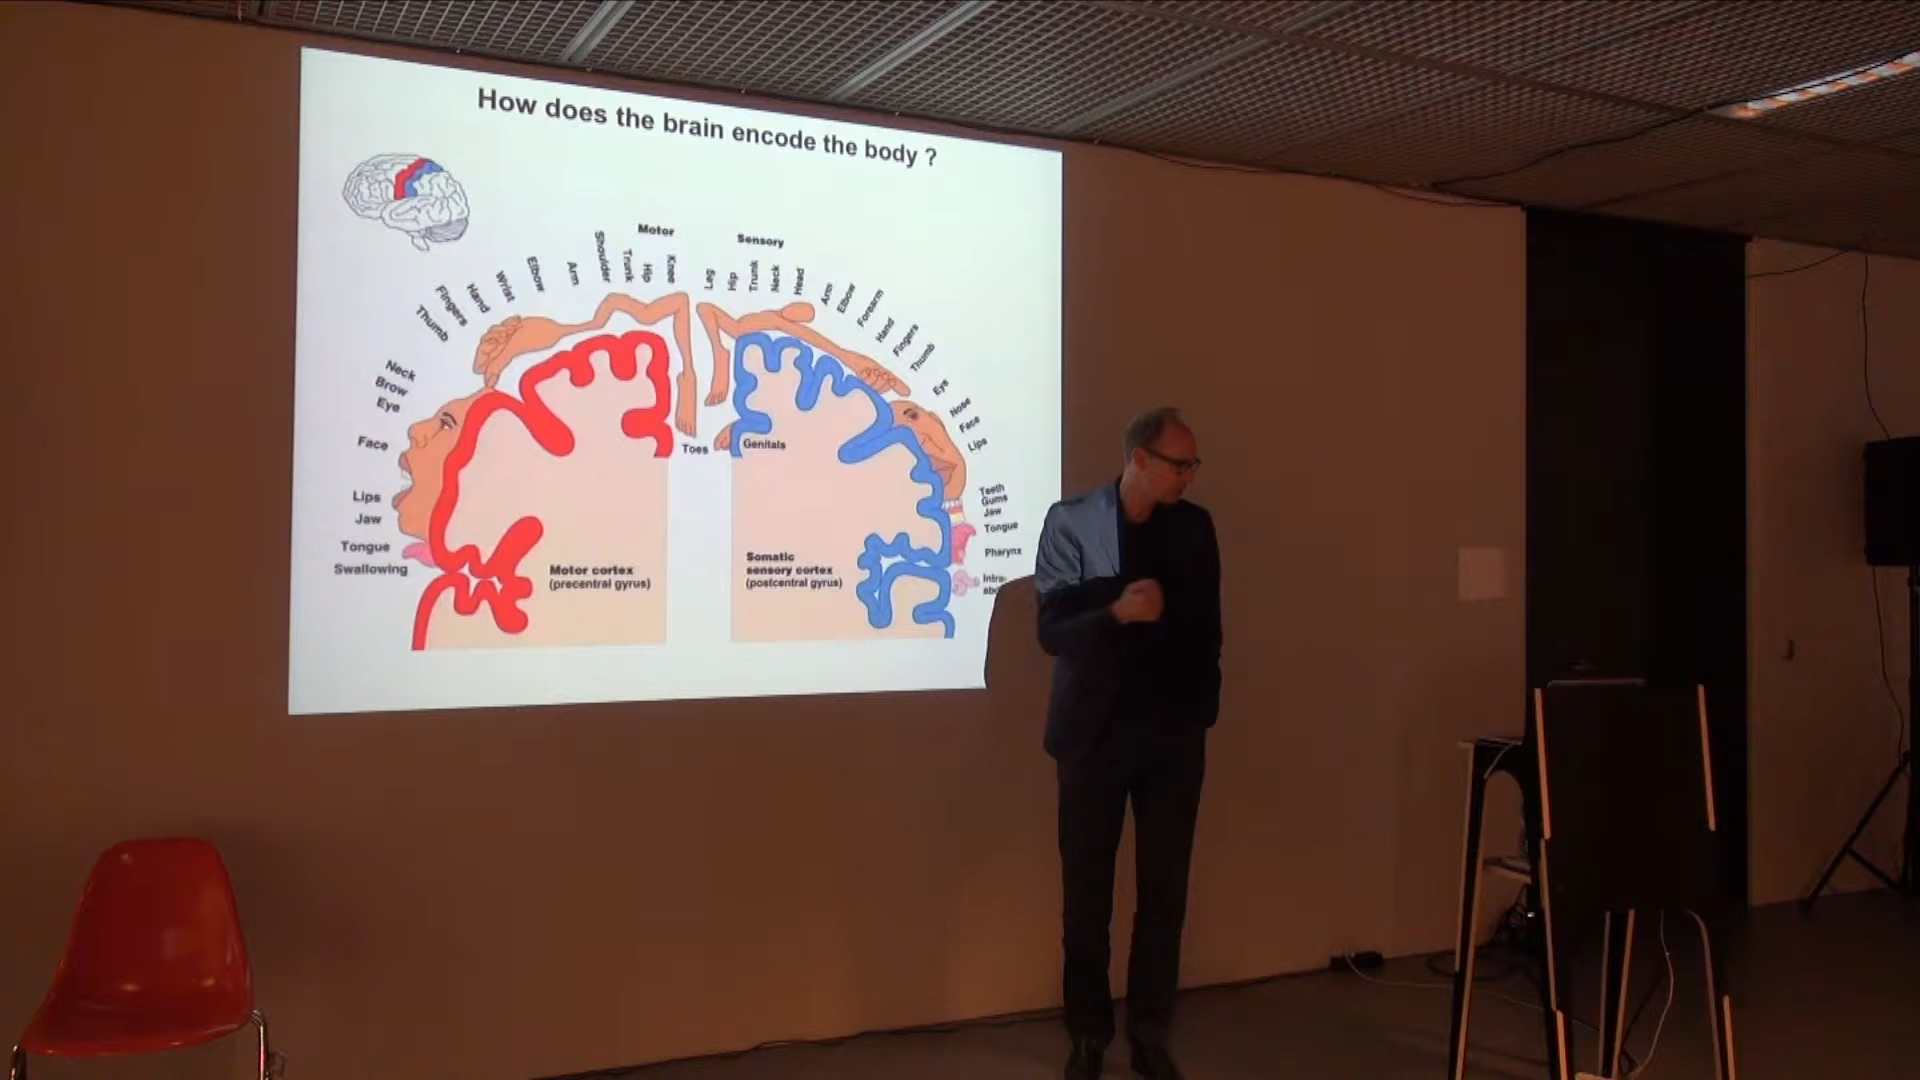 How does the brain encode the body ?
Motor
Shoulder
Trunk
Hip
Knee
Arm
Elbow
Wrist
Hand
Fingers
Thumb
Neck
Brow
Eye
Face
Lips
Jaw
Tongue
Swallowing
Toes
Motor cortex
(precentral gyrus)
Sensory
Leg
Hip
Trunk
Neck
Head
Arm
Elbow
Forearm
Hand
Fingers
Thumb
Eye
Nose
Face
Lips
Teeth
Gums
Jaw
Tongue
Pharynx
Intra-
Genitals
Somatic
sensory cortex
(postcentral gyrus)